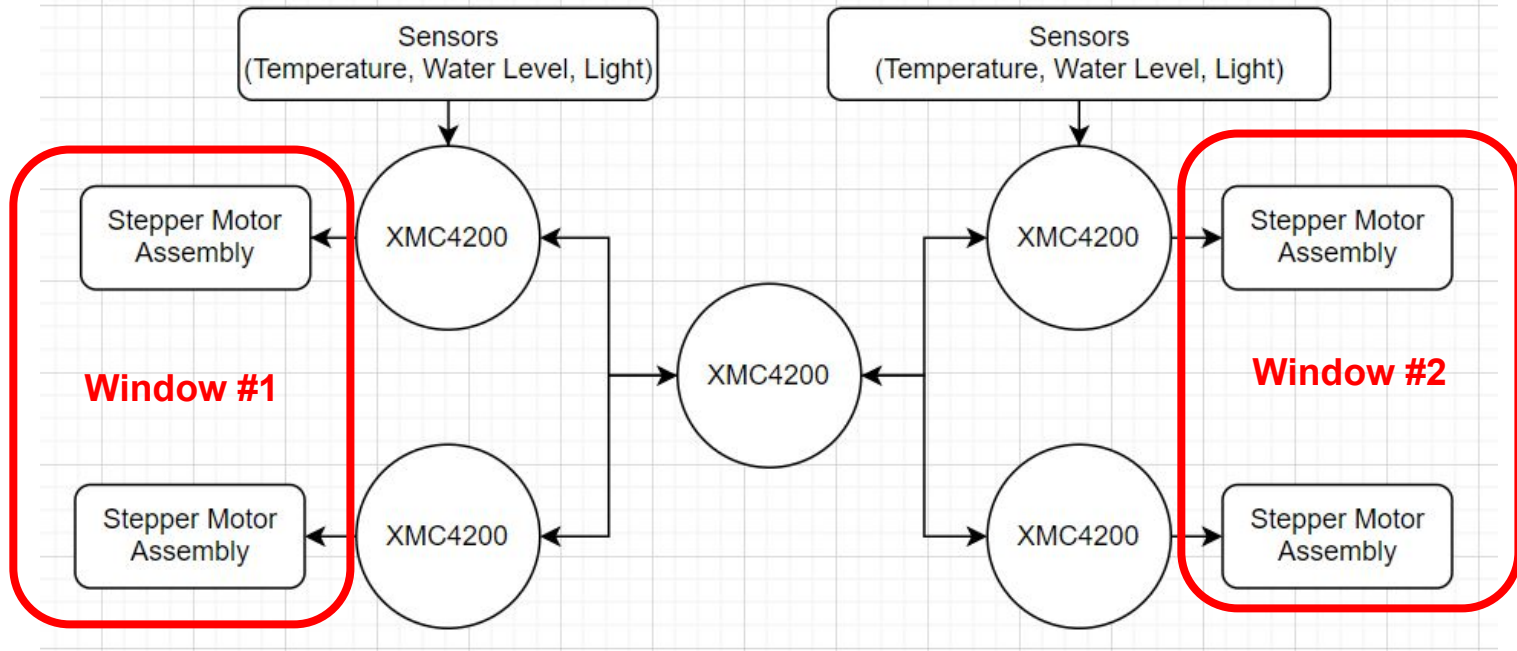 Sensors
(Temperature, Water Level, Light)
Sensors
(Temperature, Water Level, Light)
Stepper Motor
Assembly
XMC4200
XMC4200
Stepper Motor
Assembly
Window #1
XMC4200
Window #2
Stepper Motor
Assembly
XMC4200
XMC4200
Stepper Motor
Assembly